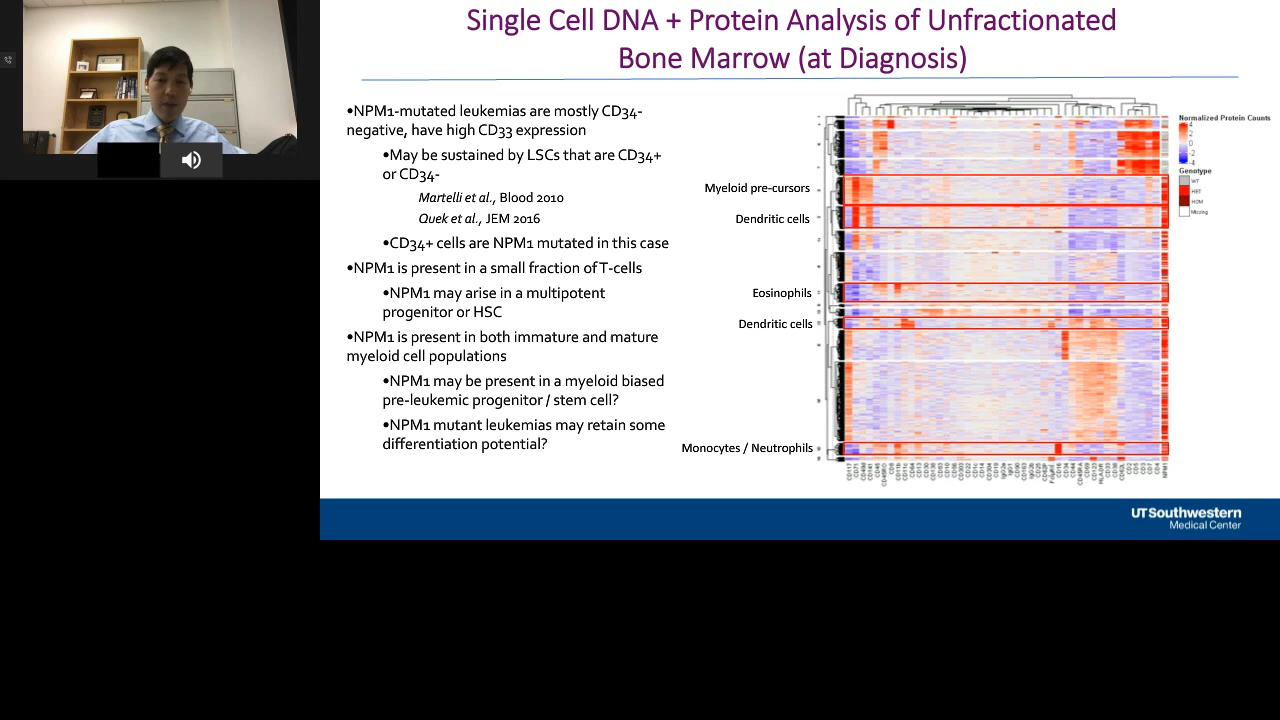 Single Cell DNA + Protein Analysis of Unfractionated
Bone Marrow (at Diagnosis)
•NPM1-mutated leukemias are mostly CD34-
negative, have high CD33 expression
•May be sustained by LSCs that are CD34+
or CD34-
Martelli et al., Blood 2010
Quek et al., JEM 2016
•CD34+ cells are NPM1 mutated in this case
•NPM1 is present in a small fraction of T-cells
•NPM1 may arise in a multipotent
progenitor or HSC
•NPM1 is present in both immature and mature
myeloid cell populations
•NPM1 may be present in a myeloid biased
pre-leukemic progenitor / stem cell?
•NPM1 mutant leukemias may retain some
differentiation potential?
Myeloid pre-cursors
Dendritic cells
Eosinophils
Dendritic cells
Monocytes / Neutrophils
Normalized Protein Counts
4
2
0
-2
-4
Genotype
WT
HET
HOM
Missing
UT Southwestern
Medical Center